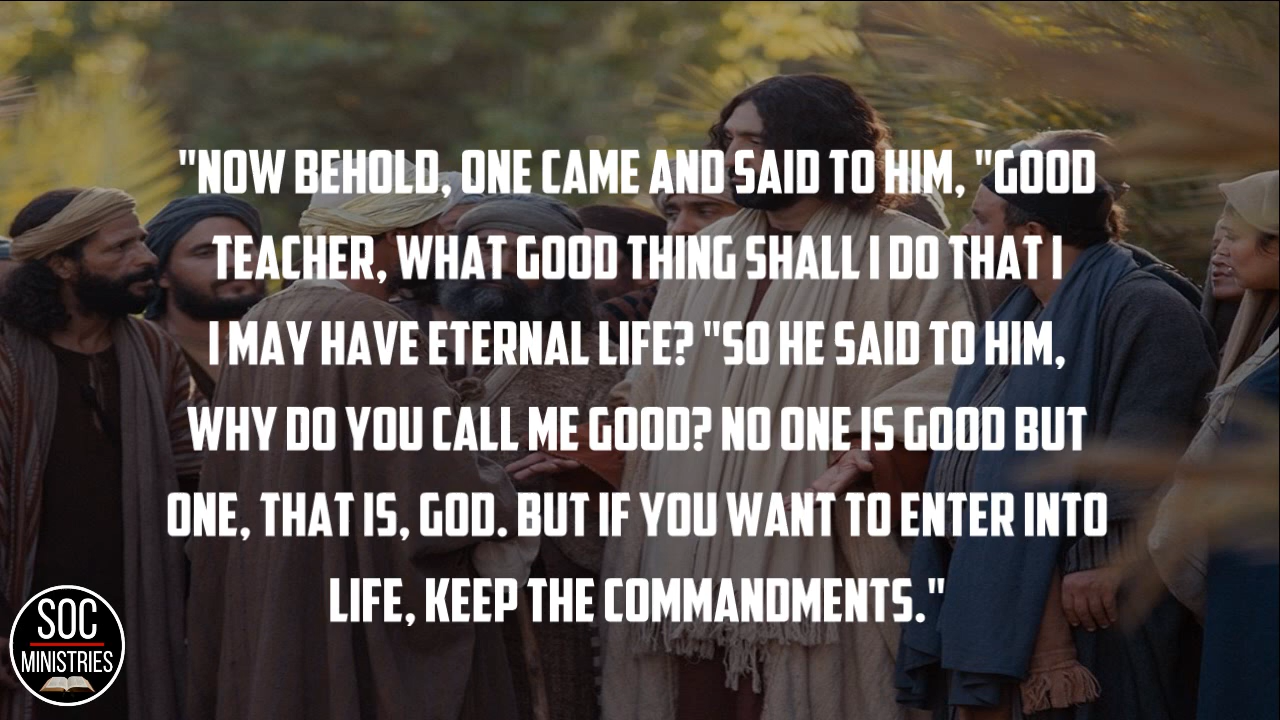 "NOW BEHOLD, ONE CAME AND SAID TO HIM, "GOOD
TEACHER, WHAT GOOD THING SHALL I DO THAT I
I MAY HAVE ETERNAL LIFE? "SO HE SAID TO HIM,
WHY DO YOU CALL ME GOOD? NO ONE IS GOOD BUT
ONE, THAT IS, GOD. BUT IF YOU WANT TO ENTER INTO
LIFE, KEEP THE COMMANDMENTS."
SOC
MINISTRIES